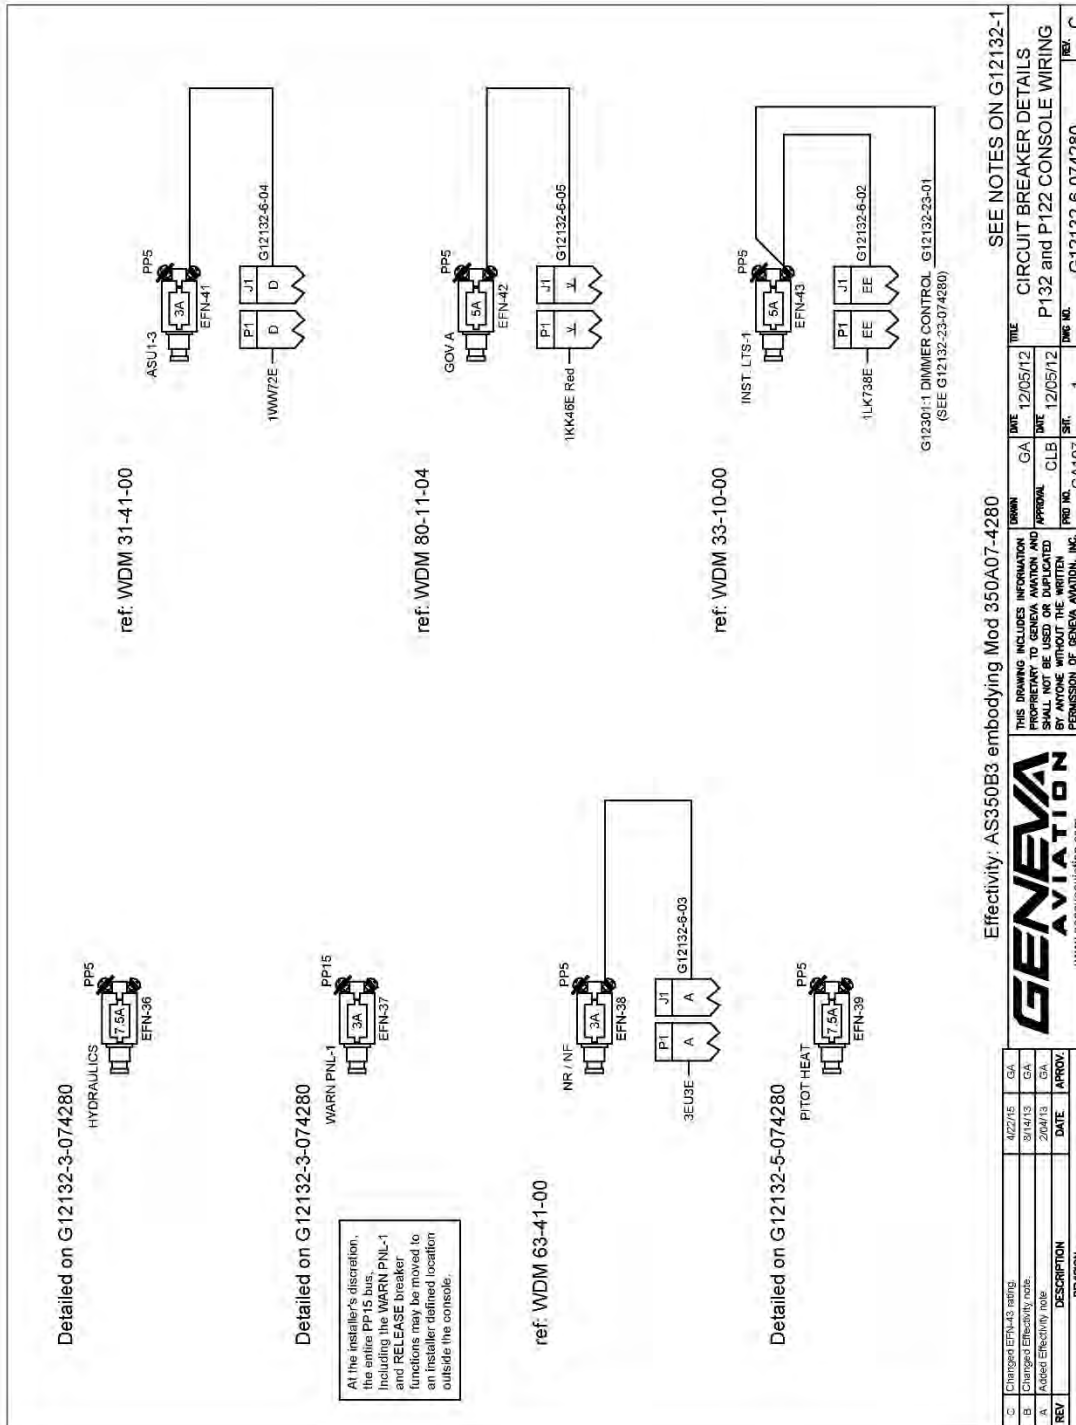 Detailed on G12132-3-074280
HYDRAULICS
PP5
7.5A
EFN-36
Detailed on G12132-3-074280
At the installer's discretion,
the entire PP15 bus,
Including the WARN PNL-1
and RELEASE breaker
functions may be moved to
an installer defined location
outside the console.
WARN PNL-1
PP15
3A
EFN-37
ref: WDM 63-41-00
NR / NF
PP5
3A
EFN-38
P1
J1
A
A
3EU3E
G12132-6-03
Detailed on G12132-5-074280
PITOT HEAT
PP5
7.5A
EFN-39
ref: WDM 31-41-00
ASU1-3
PP5
3A
EFN-41
P1
J1
D
D
1WW72E
G12132-6-04
ref: WDM 80-11-04
GOV A
PP5
5A
EFN-42
P1
J1
y
y
1KK46E Red
G12132-6-05
ref: WDM 33-10-00
INST. LTS-1
PP5
5A
EFN-43
P1
J1
EE
EE
1LK738E
G12132-6-02
G12301:1 DIMMER CONTROL
G12132-23-01
(SEE G12132-23-074280)
Effectivity: AS350B3 embodying Mod 350A07-4280
SEE NOTES ON G12132-1
C Changed EFN-43 rating. 4/22/15 GA
B Changed Effectivity note. 8/14/13 GA
A Added Effectivity note 2/04/13 GA
REV DESCRIPTION DATE APROV.
GENEVA
AVIATION
THIS DRAWING INCLUDES INFORMATION
PROPRIETARY TO GENEVA AVIATION AND
SHALL NOT BE USED OR DUPLICATED
BY ANYONE WITHOUT THE WRITTEN
PERMISSION OF GENEVA AVIATION, INC.
DRAWN GA
DATE 12/05/12
APPROVAL CLB
DATE 12/05/12
PRO NO.
SHT. 1
TITLE
CIRCUIT BREAKER DETAILS
P132 and P122 CONSOLE WIRING
DWG NO. G12132-6-074280
REV. C